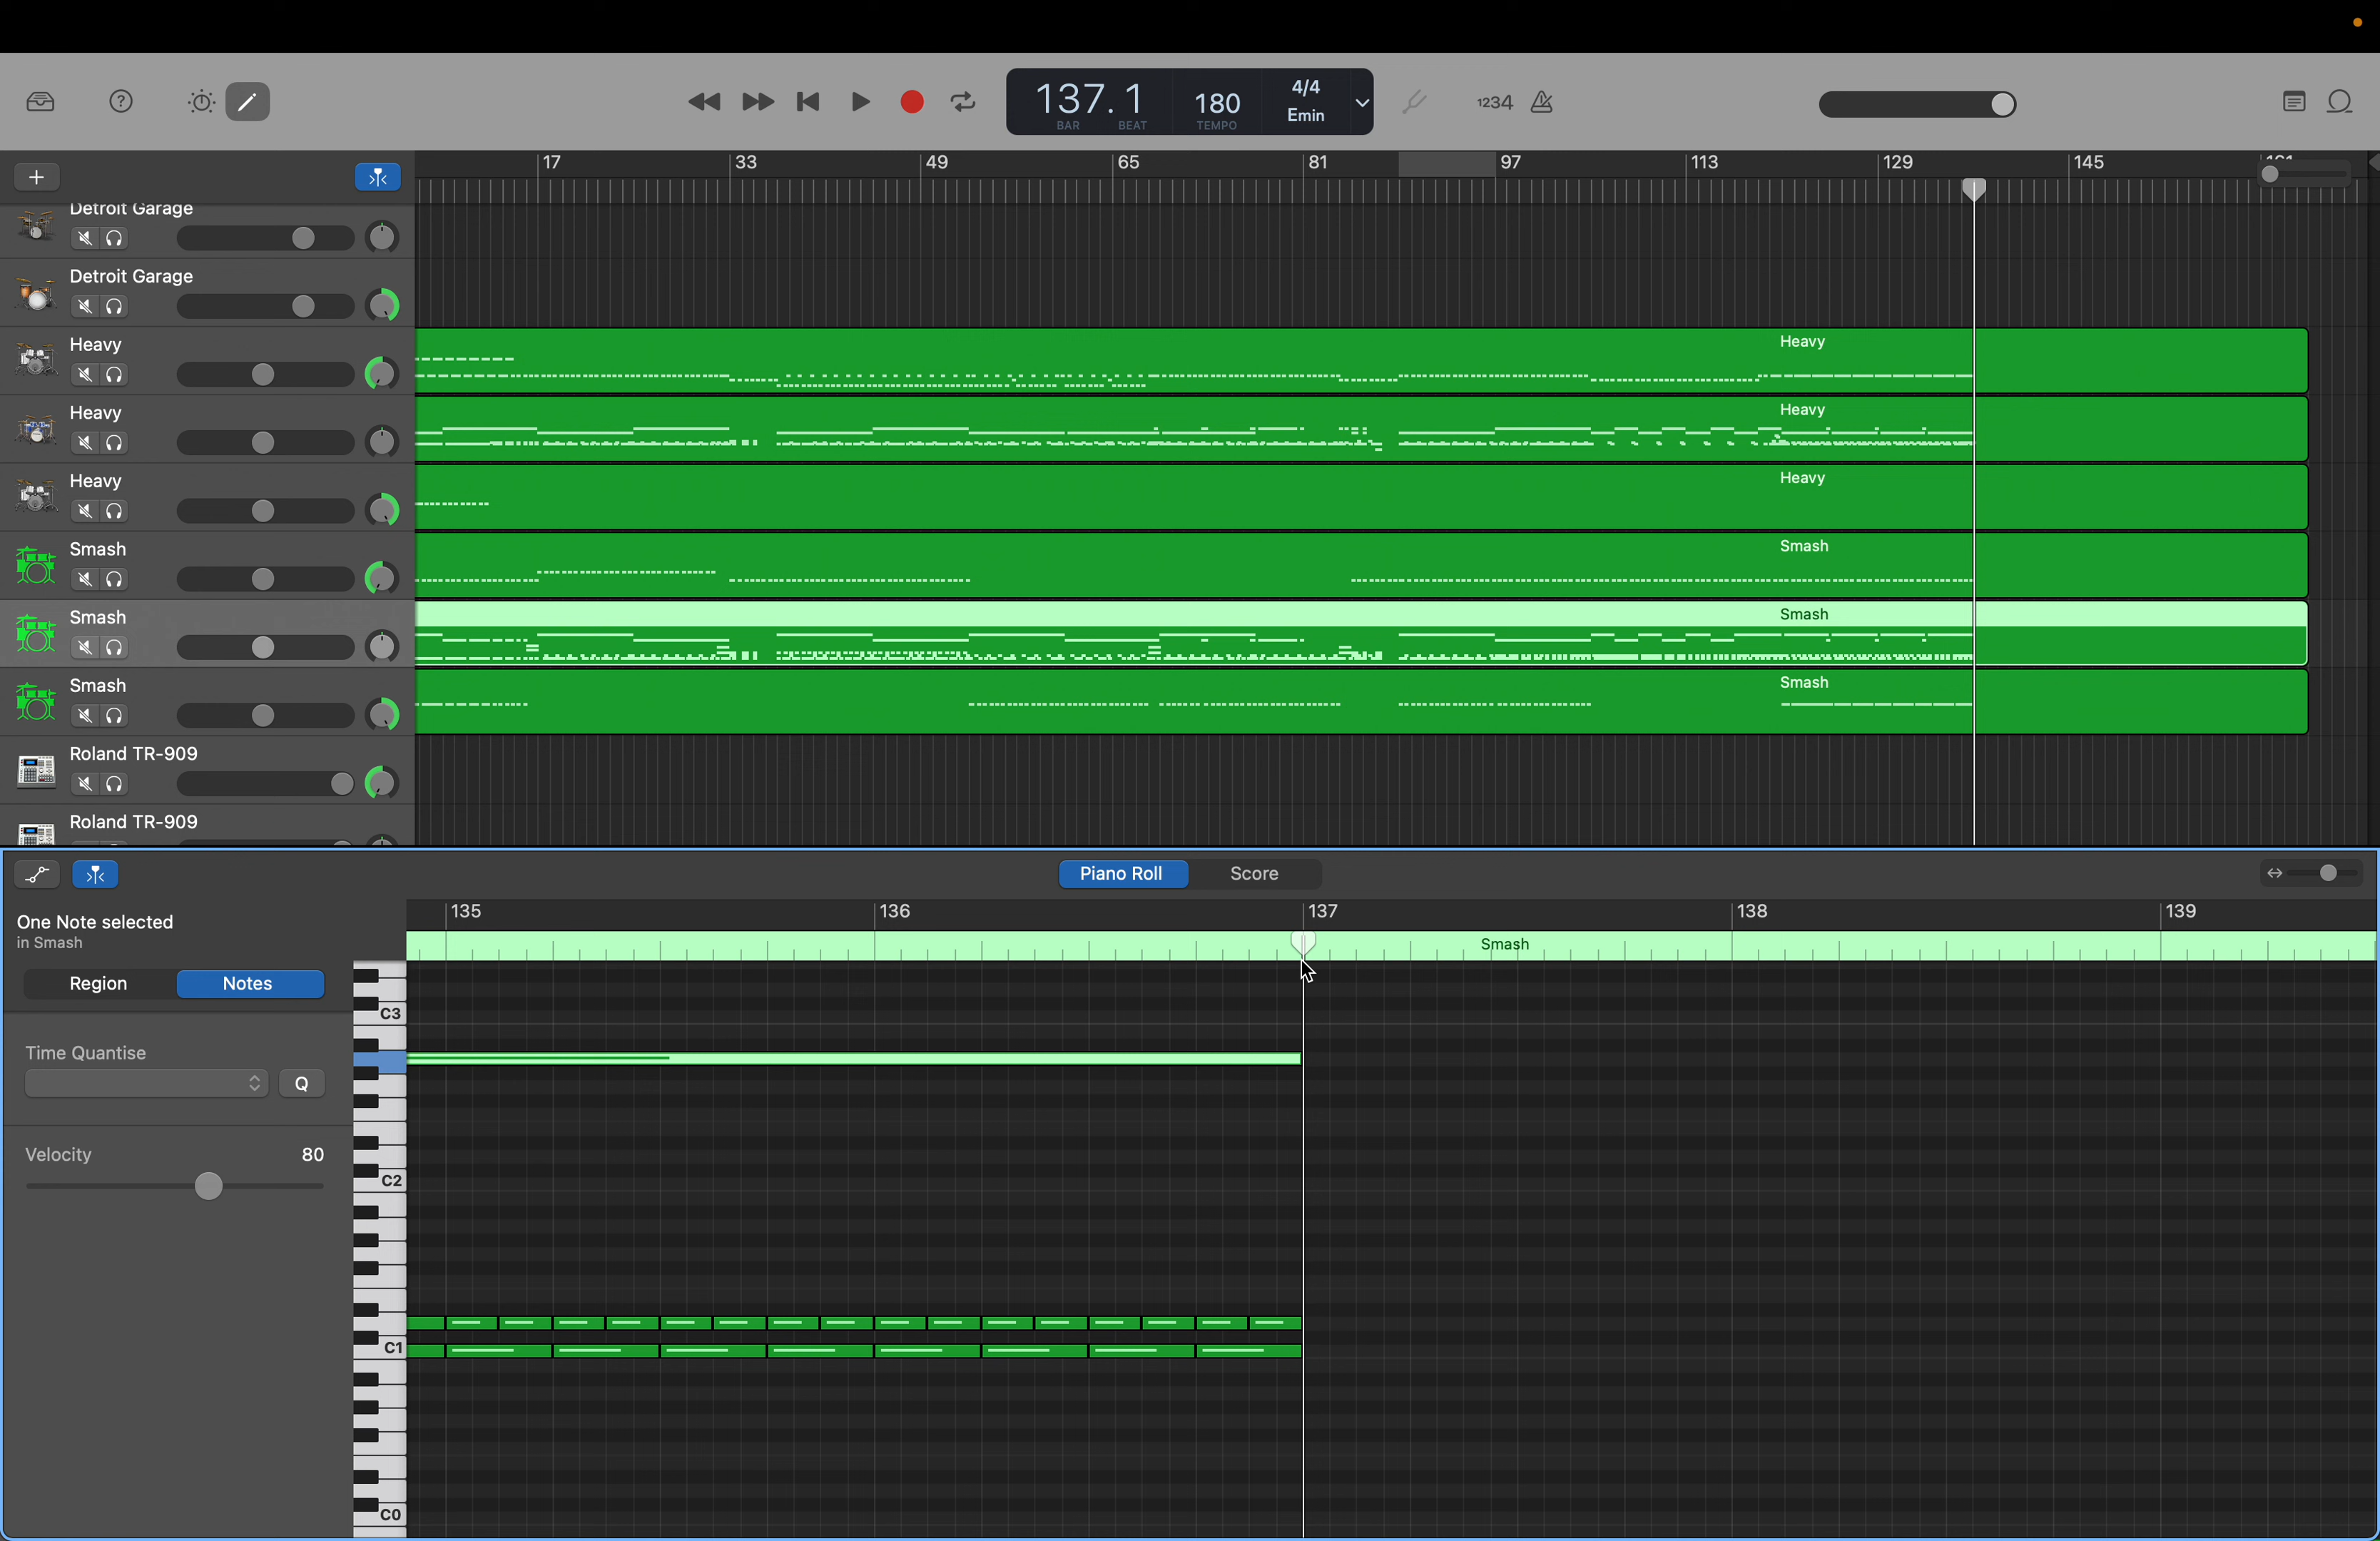 137.1
BAR BEAT
180
TEMPO
4/4
Emin
1234
17 33 49 65 81 97 113 129 145
Detroit Garage
Detroit Garage
Heavy
Heavy
Heavy
Heavy
Heavy
Heavy
Smash
Smash
Smash
Smash
Smash
Smash
Roland TR-909
Roland TR-909
Piano Roll Score
135 136 137 138 139
One Note selected
in Smash
Smash
Region Notes
Time Quantise
Q
Velocity 80
C3
C2
C1
C0